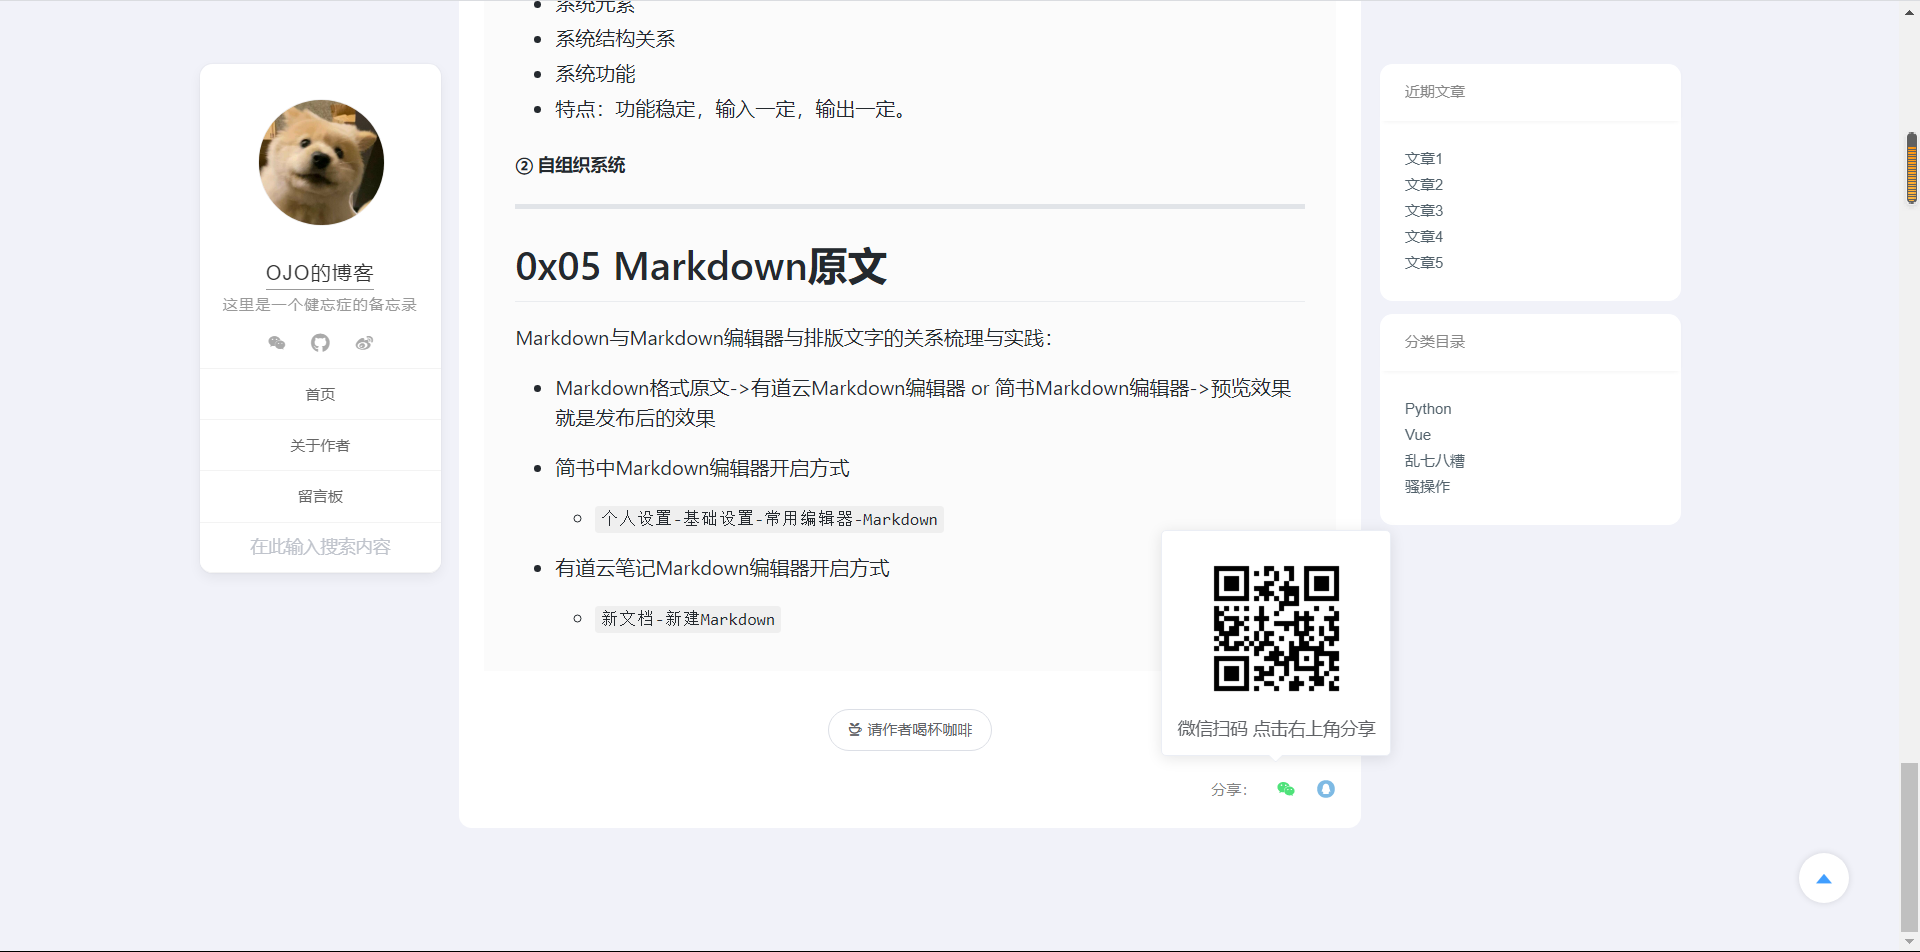 OJO的博客
这里是一个健忘症的备忘录
首页
关于作者
留言板
在此输入搜索内容
系统元素
系统结构关系
系统功能
特点：功能稳定，输入一定，输出一定。
② 自组织系统
0x05 Markdown原文
Markdown与Markdown编辑器与排版文字的关系梳理与实践：
Markdown格式原文->有道云Markdown编辑器 or 简书Markdown编辑器->预览效果
就是发布后的效果
简书中Markdown编辑器开启方式
个人设置-基础设置-常用编辑器-Markdown
有道云笔记Markdown编辑器开启方式
新文档-新建Markdown
请作者喝杯咖啡
微信扫码 点击右上角分享
分享：
近期文章
文章1
文章2
文章3
文章4
文章5
分类目录
Python
Vue
乱七八糟
骚操作